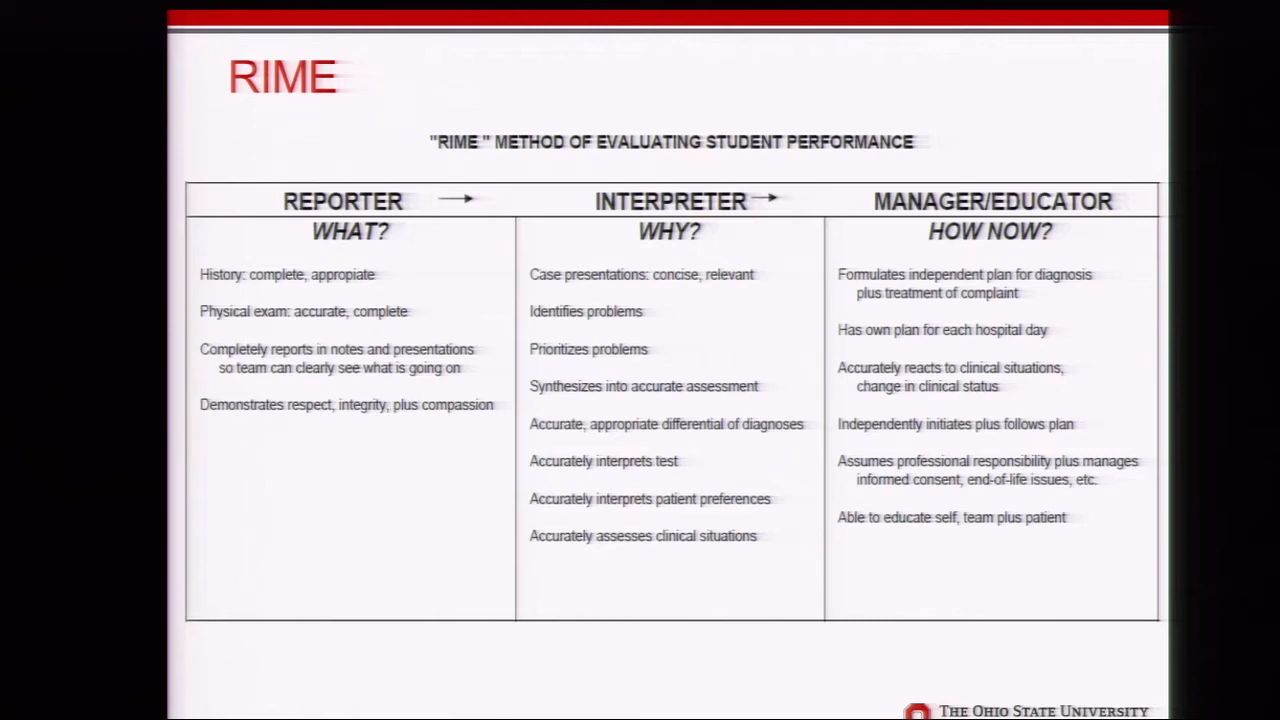 RIME
"RIME " METHOD OF EVALUATING STUDENT PERFORMANCE
REPORTER → INTERPRETER → MANAGER/EDUCATOR
WHAT?
History: complete, appropiate
Physical exam: accurate, complete
Completely reports in notes and presentations
so team can clearly see what is going on
Demonstrates respect, integrity, plus compassion
WHY?
Case presentations: concise, relevant
Identifies problems
Prioritizes problems
Synthesizes into accurate assessment
Accurate, appropriate differential of diagnoses
Accurately interprets test
Accurately interprets patient preferences
Accurately assesses clinical situations
HOW NOW?
Formulates independent plan for diagnosis
plus treatment of complaint
Has own plan for each hospital day
Accurately reacts to clinical situations,
change in clinical status
Independently initiates plus follows plan
Assumes professional responsibility plus manages
informed consent, end-of-life issues, etc.
Able to educate self, team plus patient
THE OHIO STATE UNIVERSITY